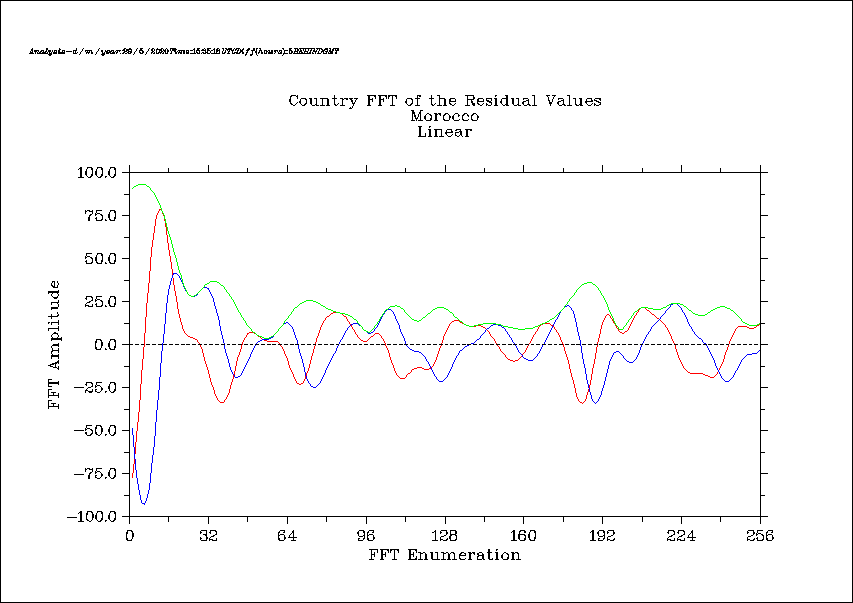 Country FFT of the Residual Values
Morocco
Linear
FFT Amplitude
100.0
75.0
50.0
25.0
0.0
−25.0
−50.0
−75.0
−100.0
0 32 64 96 128 160 192 224 256
FFT Enumeration